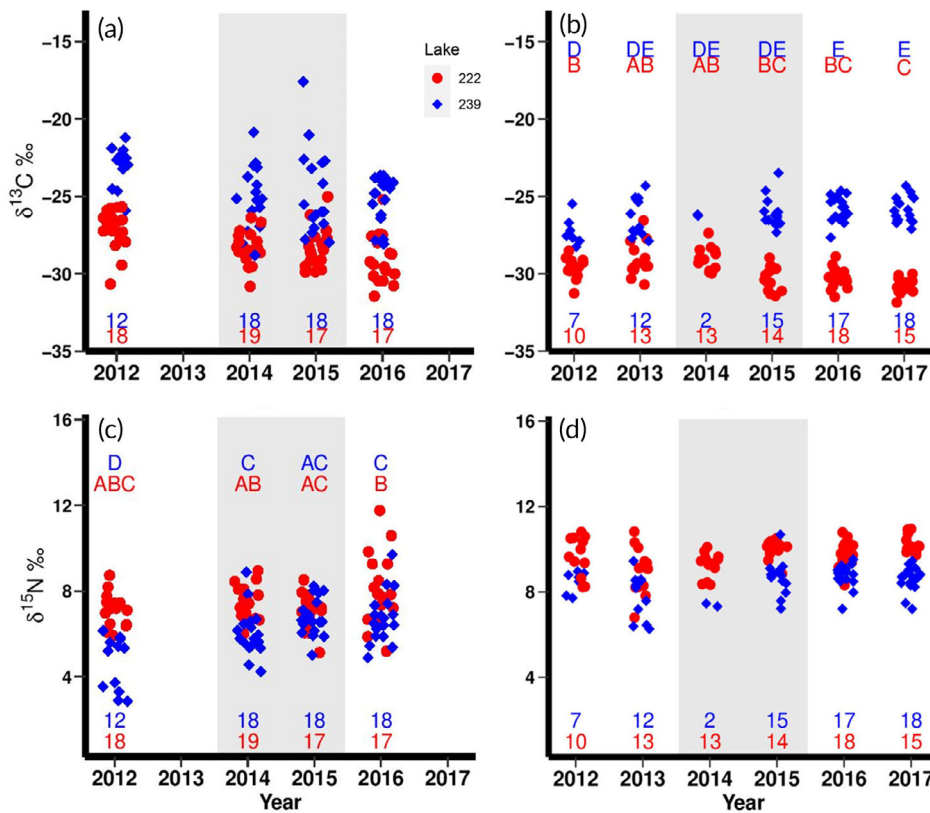 (a)
δ13C ‰
−15
−20
−25
−30
−35
Lake
222
239
12 18 18 18
18 19 17 17
2012 2013 2014 2015 2016 2017
(b)
−15
−20
−25
−30
−35
D DE DE DE E E
B AB AB BC BC C
7 12 2 15 17 18
10 13 13 14 18 15
2012 2013 2014 2015 2016 2017
(c)
δ15N ‰
16
12
8
4
D C AC C
ABC AB AC B
12 18 18 18
18 19 17 17
2012 2013 2014 2015 2016 2017
Year
(d)
16
12
8
4
7 12 2 15 17 18
10 13 13 14 18 15
2012 2013 2014 2015 2016 2017
Year